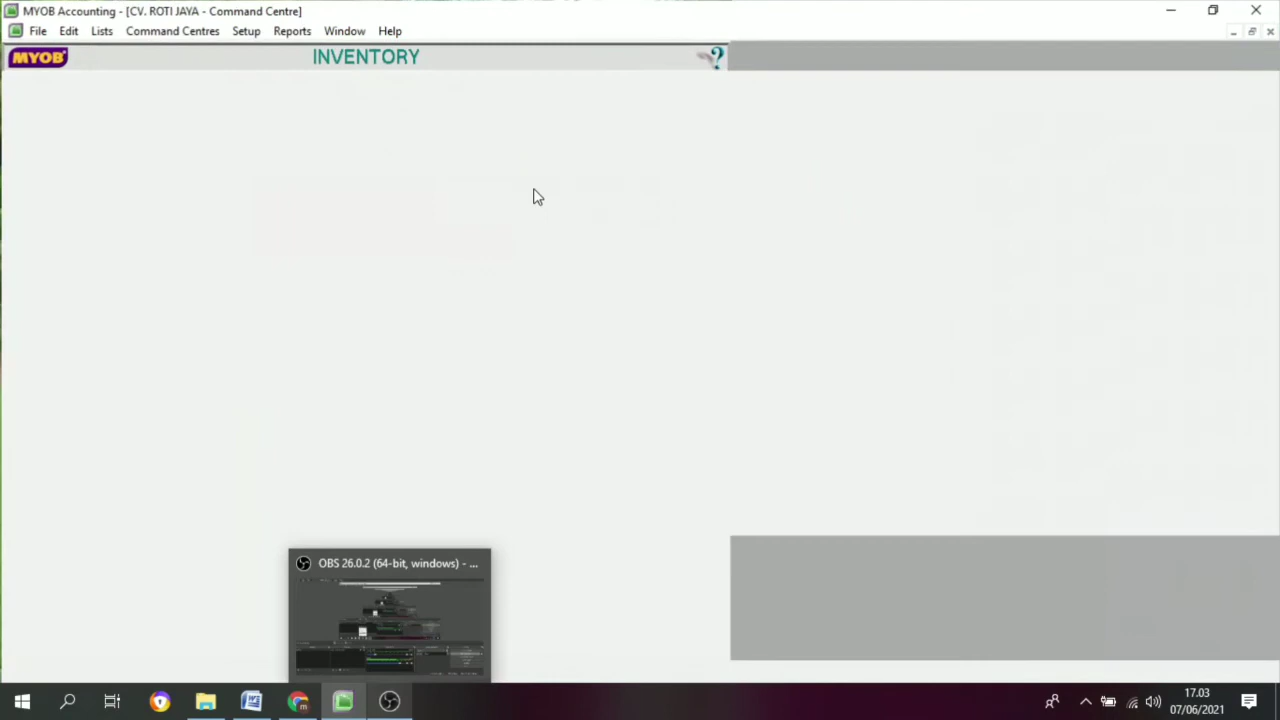 MYOB Accounting - [CV. ROTI JAYA - Command Centre]
File Edit Lists Command Centres Setup Reports Window Help
MYOB INVENTORY ?
OBS 26.0.2 (64-bit, windows) - ...
17.03
07/06/2021